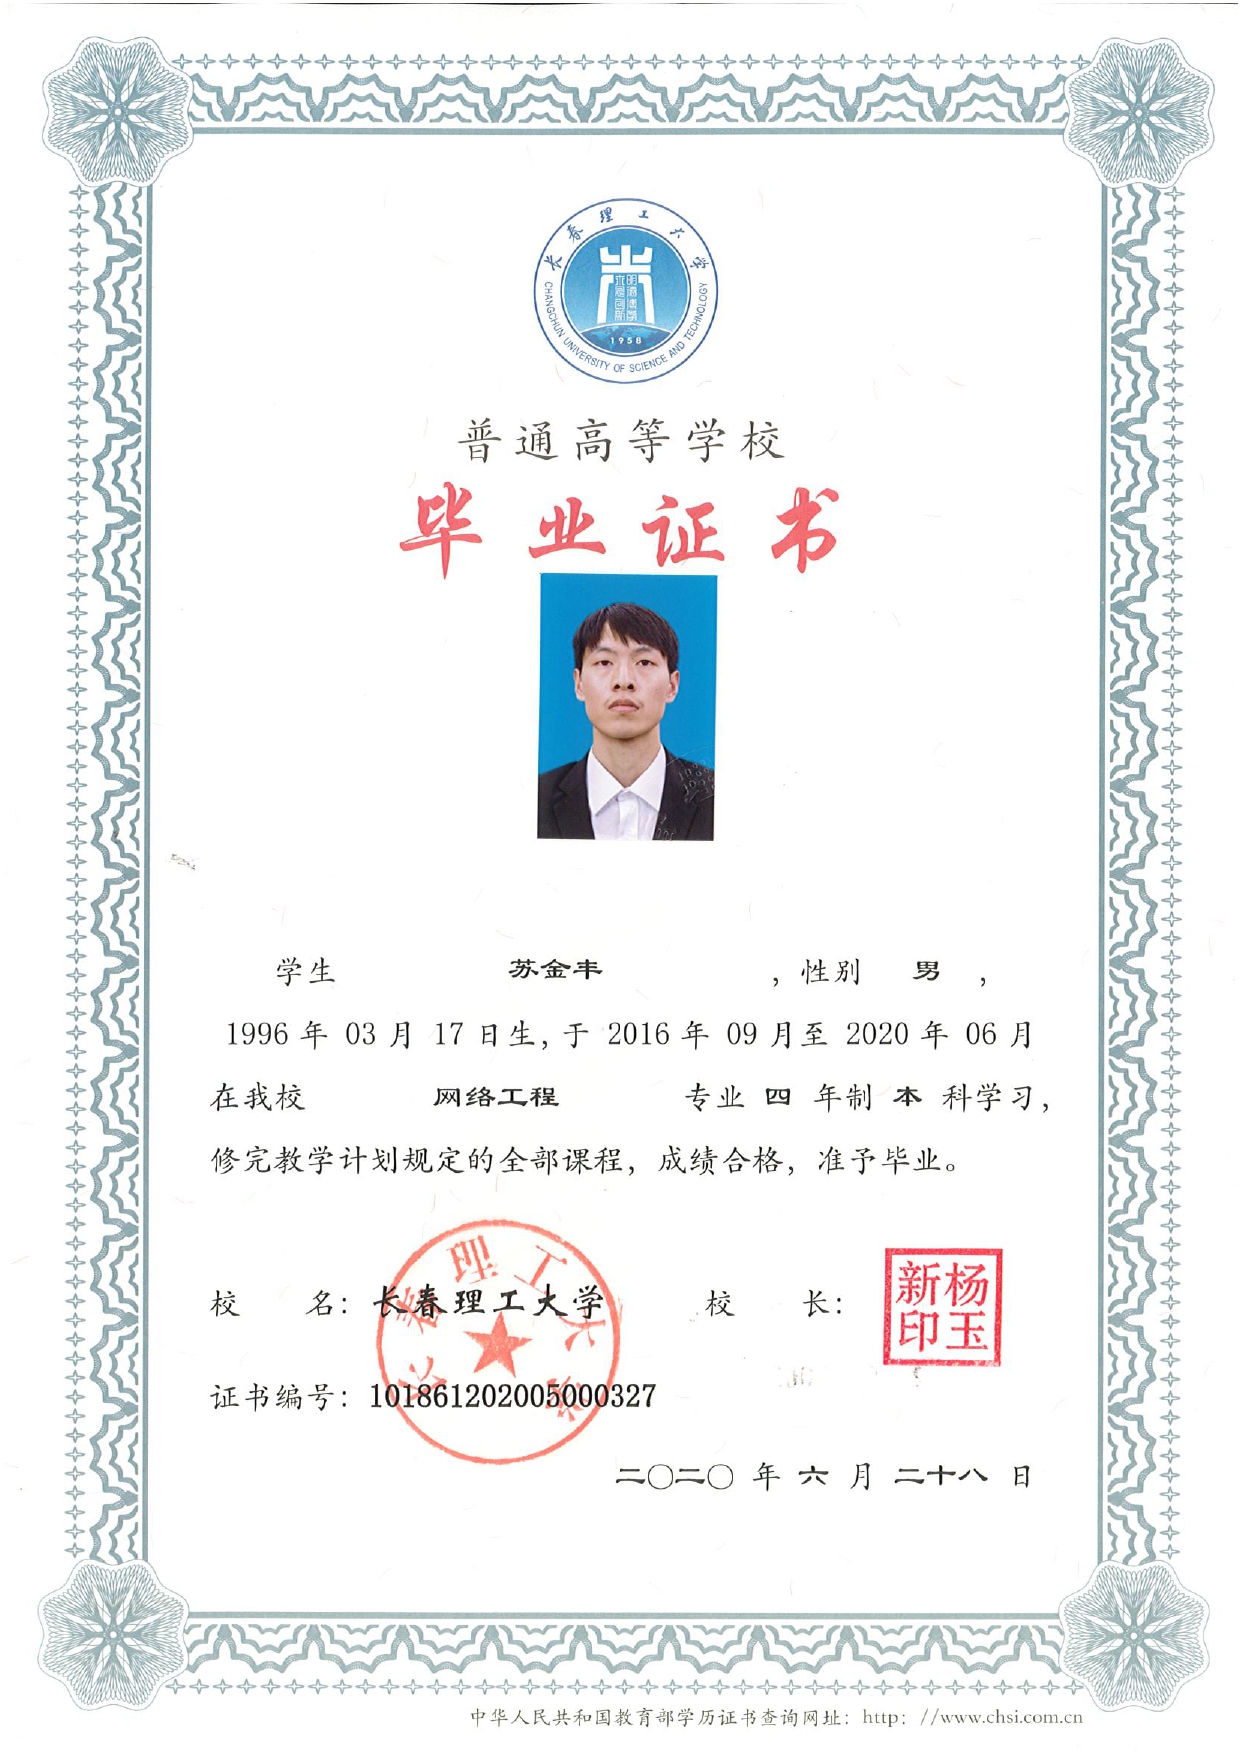 长春理工大学
CHANGCHUN UNIVERSITY OF SCIENCE AND TECHNOLOGY
1958
普通高等学校
毕业证书
学生 苏金丰 ，性别 男 ，
1996 年 03 月 17 日生，于 2016 年 09 月至 2020 年 06 月
在我校 网络工程 专业 四 年制 本 科学习，
修完教学计划规定的全部课程，成绩合格，准予毕业。
校 名：长春理工大学 校 长：
长春理工大学
杨玉新印
证书编号：101861202005000327
二〇二〇 年 六 月 二十八 日
中华人民共和国教育部学历证书查询网址：http：//www.chsi.com.cn